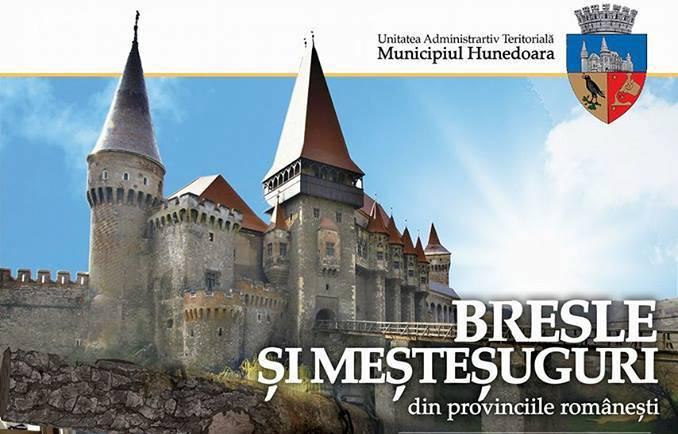 Unitatea Administrativ Teritorială
Municipiul Hunedoara
BRESLE
ȘI MEȘTEȘUGURI
din provinciile românești